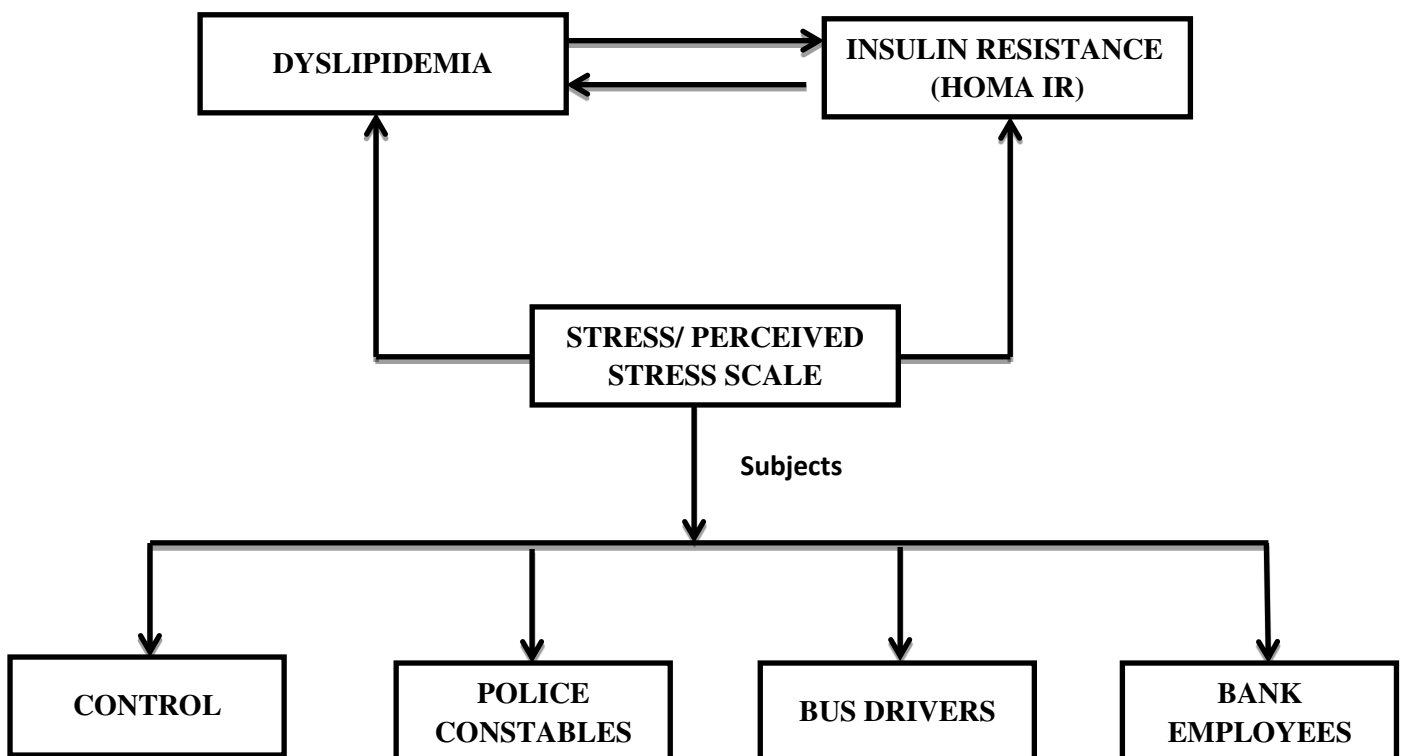 DYSLIPIDEMIA
INSULIN RESISTANCE
(HOMA IR)
STRESS/ PERCEIVED
STRESS SCALE
Subjects
CONTROL
POLICE
CONSTABLES
BUS DRIVERS
BANK
EMPLOYEES